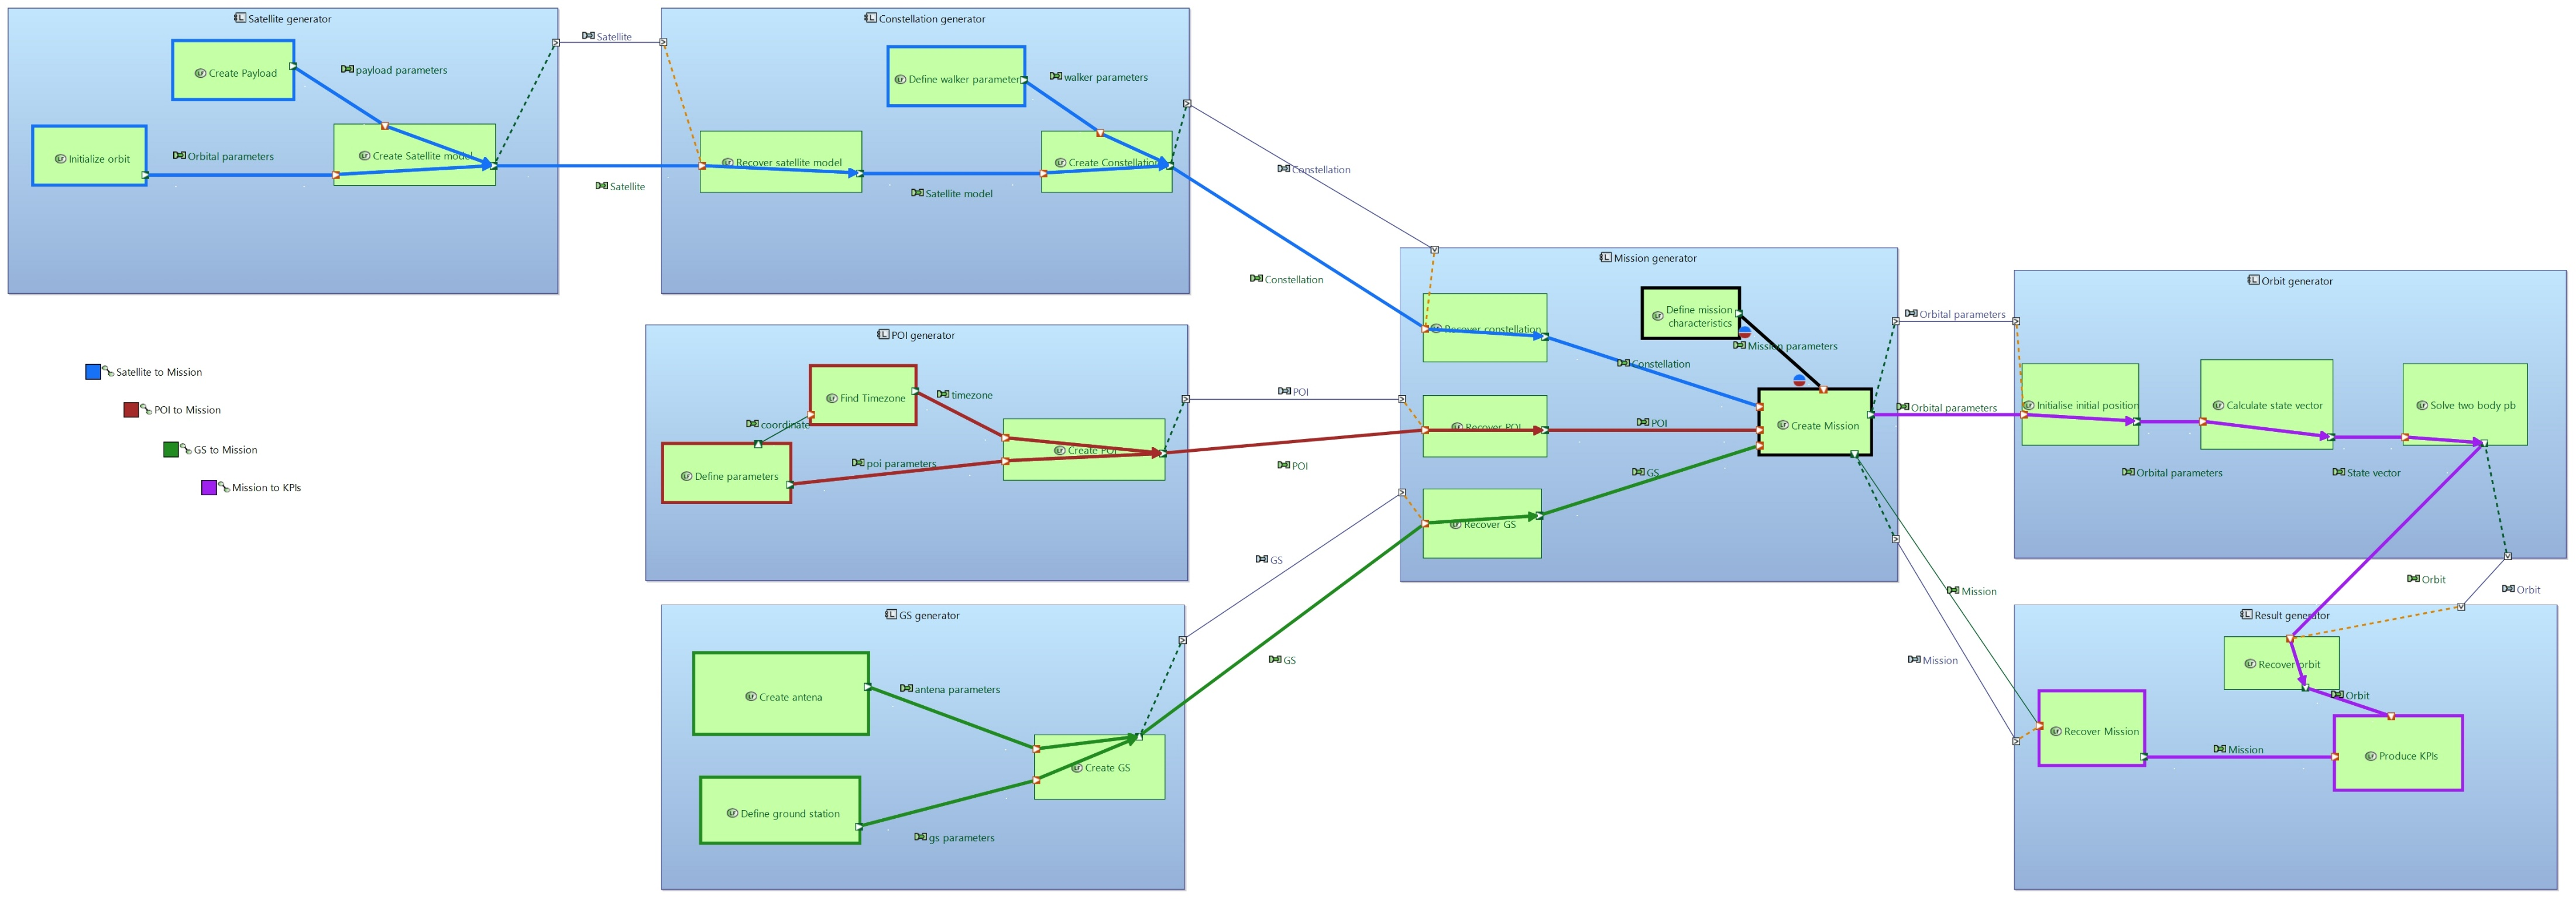 Satellite generator
Create Payload
payload parameters
Initialize orbit
Orbital parameters
Create Satellite model
Satellite
Satellite
Constellation generator
Define walker parameter
walker parameters
Recover satellite model
Satellite model
Create Constellation
Constellation
Constellation
Satellite to Mission
POI to Mission
GS to Mission
Mission to KPIs
POI generator
Find Timezone
timezone
coordinate
Define parameters
poi parameters
Create POI
POI
POI
GS generator
Create antena
antena parameters
Define ground station
gs parameters
Create GS
GS
GS
Mission generator
Recover constellation
Constellation
Define mission
characteristics
Mission parameters
Recover POI
POI
Create Mission
Recover GS
GS
Orbital parameters
Orbital parameters
Mission
Mission
Orbit generator
Initialise initial position
Orbital parameters
Calculate state vector
State vector
Solve two body pb
Orbit
Orbit
Result generator
Recover orbit
Orbit
Recover Mission
Mission
Produce KPIs